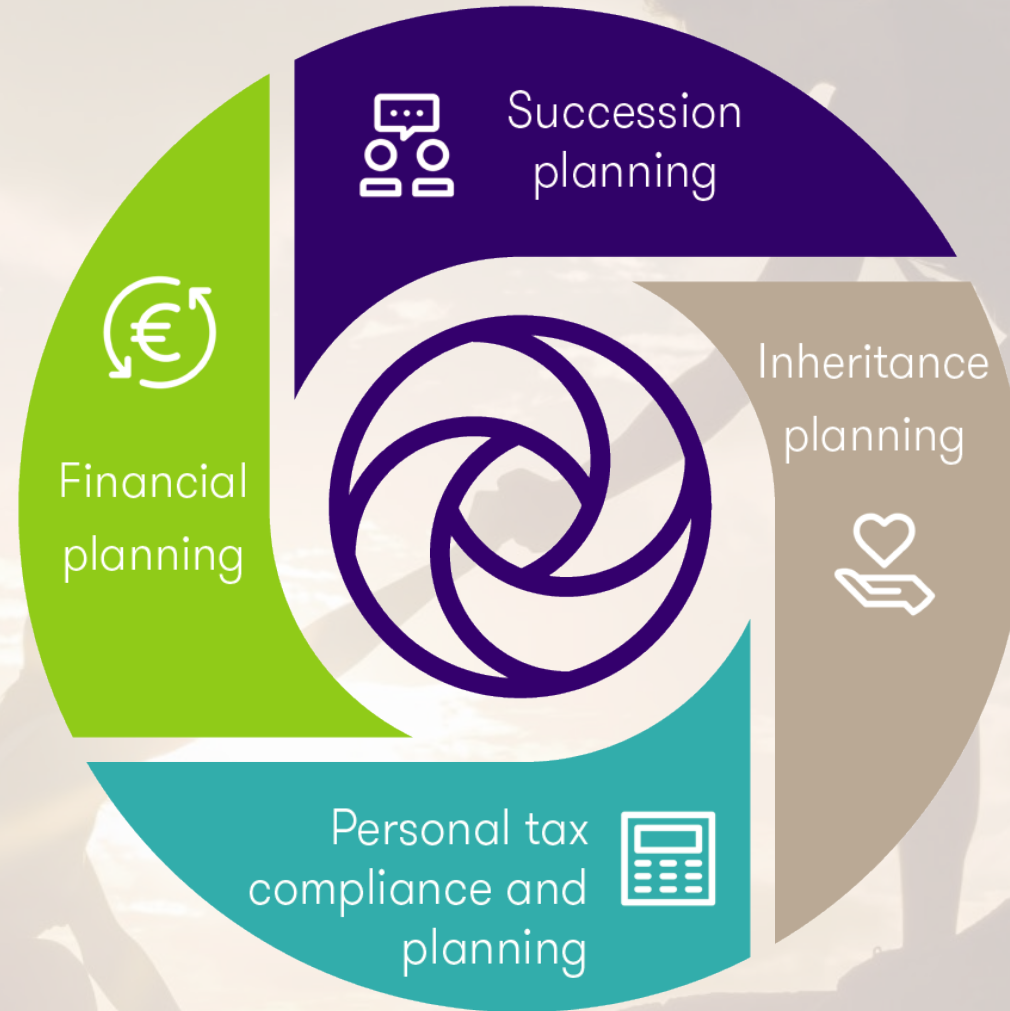 Succession
planning
Inheritance
planning
Personal tax
compliance and
planning
Financial
planning